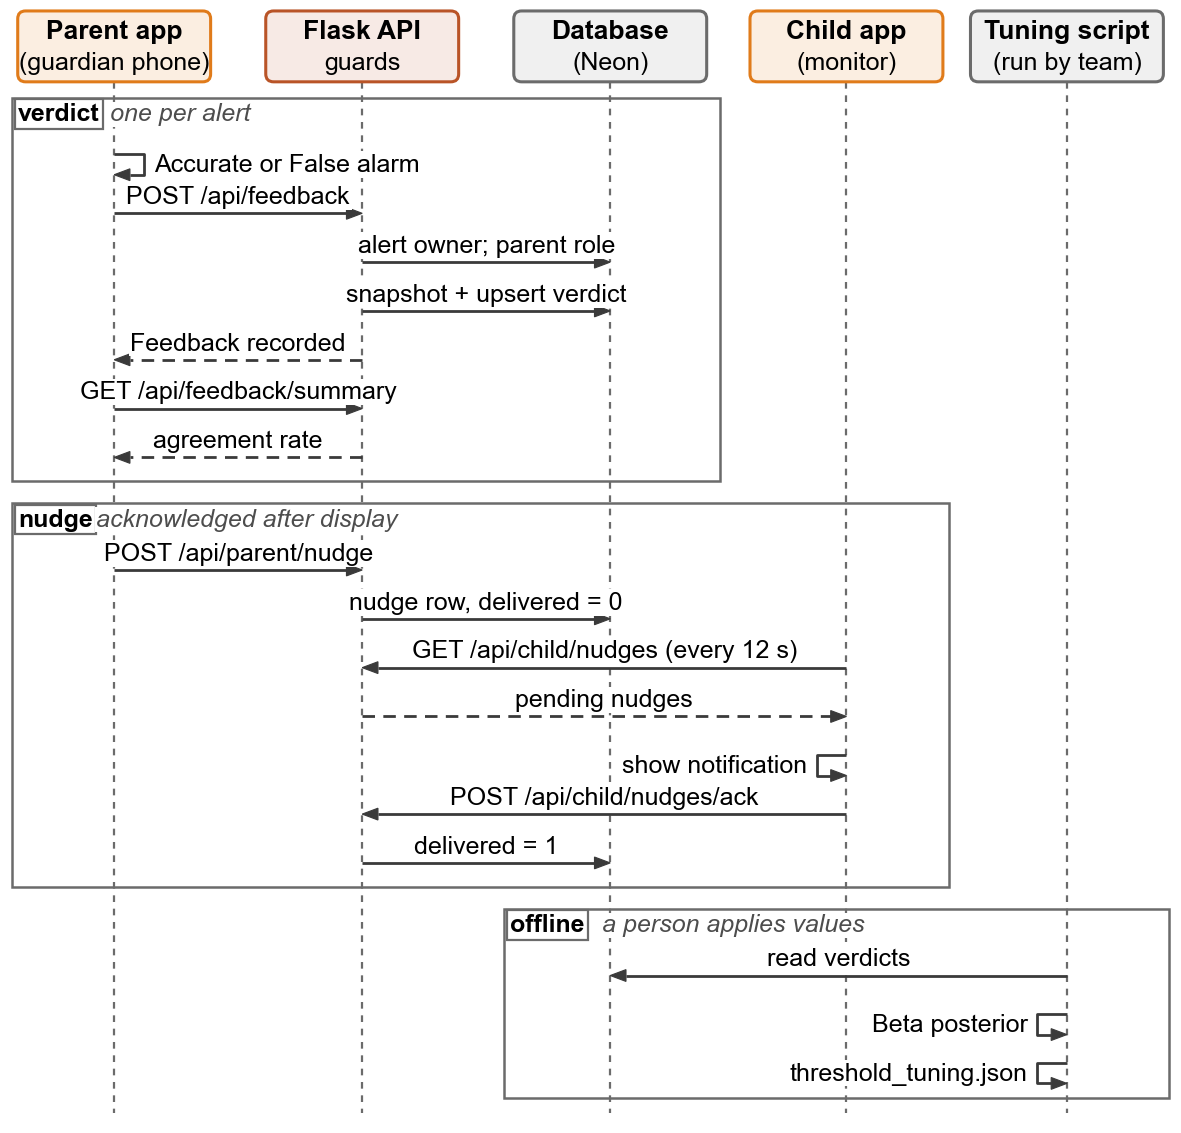 Parent app
(guardian phone)
Flask API
guards
Database
(Neon)
Child app
(monitor)
Tuning script
(run by team)
verdict one per alert
Accurate or False alarm
POST /api/feedback
alert owner; parent role
snapshot + upsert verdict
Feedback recorded
GET /api/feedback/summary
agreement rate
nudge acknowledged after display
POST /api/parent/nudge
nudge row, delivered = 0
GET /api/child/nudges (every 12 s)
pending nudges
show notification
POST /api/child/nudges/ack
delivered = 1
offline a person applies values
read verdicts
Beta posterior
threshold_tuning.json